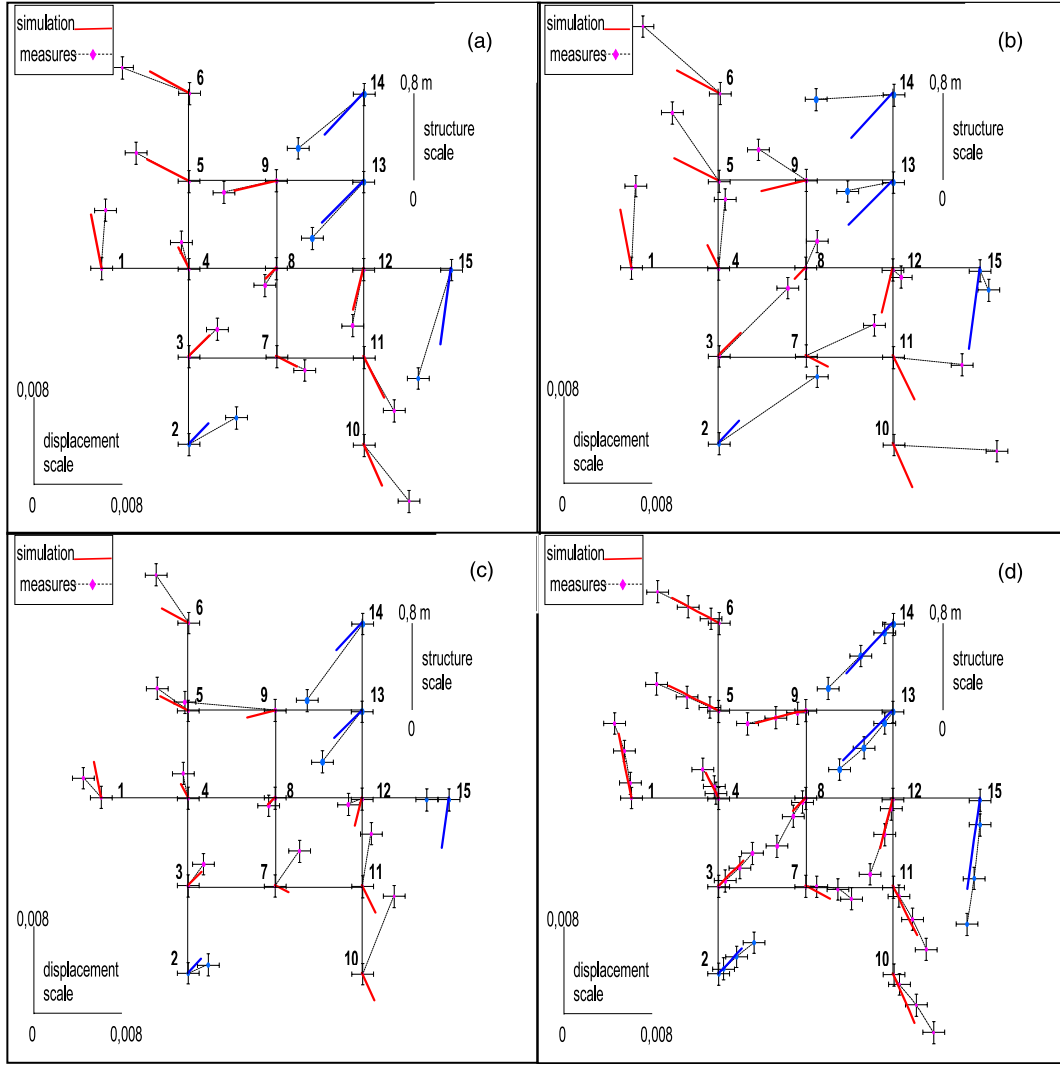 simulation
measures
(a)
6
14
0,8 m
structure
scale
5
9
13
0
1
4
8
12
15
3
7
11
0,008
2
10
displacement
scale
0
0,008
simulation
measures
(b)
6
14
0,8 m
structure
scale
5
9
13
0
1
4
8
12
15
3
7
11
0,008
2
10
displacement
scale
0
0,008
simulation
measures
(c)
6
14
0,8 m
structure
scale
5
9
13
0
1
4
8
12
15
3
7
11
0,008
2
10
displacement
scale
0
0,008
simulation
measures
(d)
6
14
0,8 m
structure
scale
5
9
13
0
1
4
8
12
15
3
7
11
0,008
2
10
displacement
scale
0
0,008